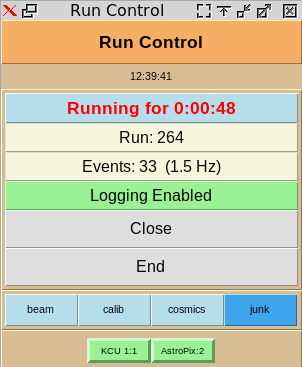 Run Control
Run Control
12:39:41
Running for 0:00:48
Run: 264
Events: 33  (1.5 Hz)
Logging Enabled
Close
End
beam calib cosmics junk
KCU 1:1 AstroPix:2